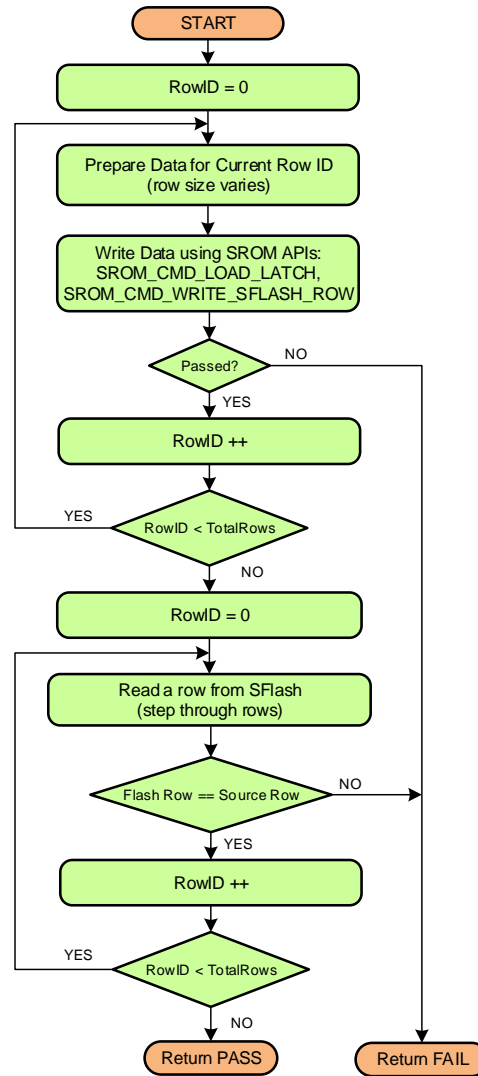 START
RowID = 0
Prepare Data for Current Row ID
(row size varies)
Write Data using SROM APIs:
SROM_CMD_LOAD_LATCH,
SROM_CMD_WRITE_SFLASH_ROW
Passed?
NO
YES
RowID ++
YES
RowID < TotalRows
NO
RowID = 0
Read a row from SFlash
(step through rows)
Flash Row == Source Row
NO
YES
RowID ++
YES
RowID < TotalRows
NO
Return PASS
Return FAIL